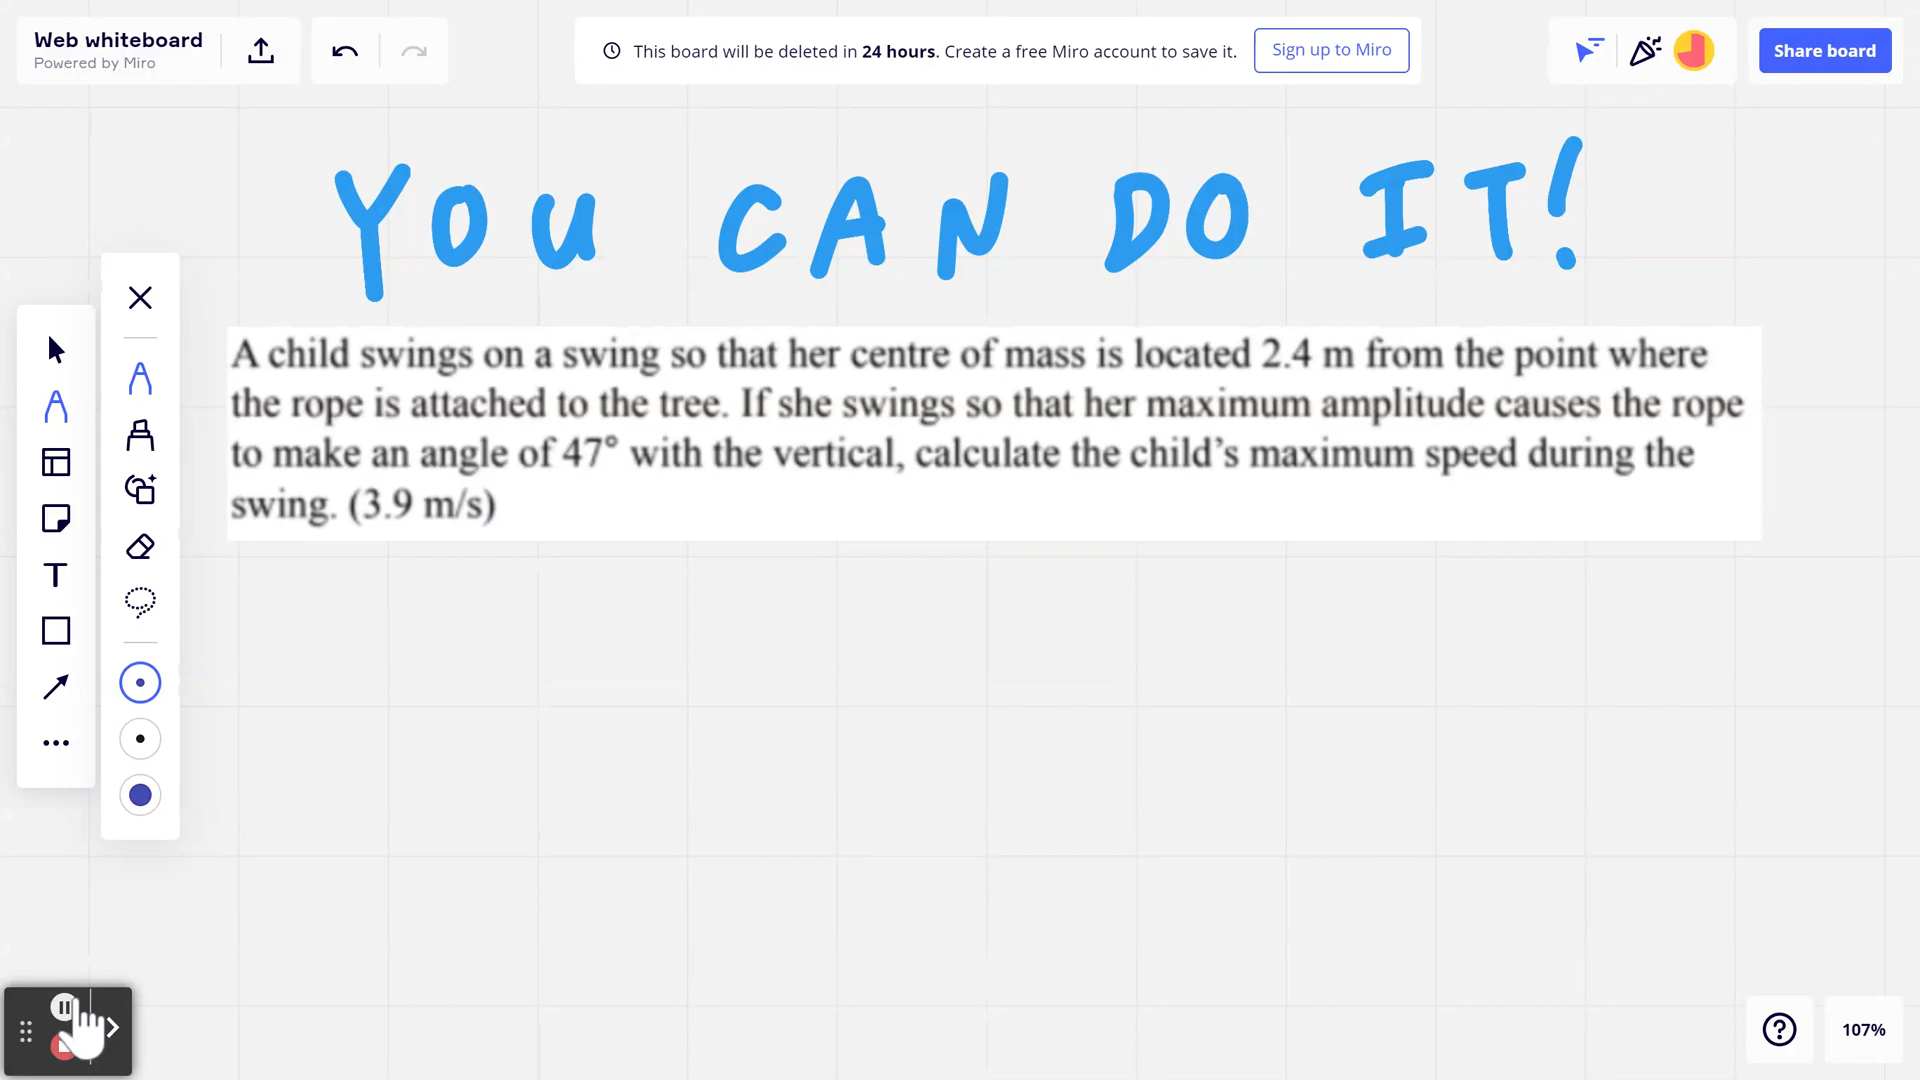 Web whiteboard
Powered by Miro
This board will be deleted in 24 hours. Create a free Miro account to save it.
Sign up to Miro
Share board
YOU CAN DO IT!
A child swings on a swing so that her centre of mass is located 2.4 m from the point where
the rope is attached to the tree. If she swings so that her maximum amplitude causes the rope
to make an angle of 47° with the vertical, calculate the child's maximum speed during the
swing. (3.9 m/s)
T
107%